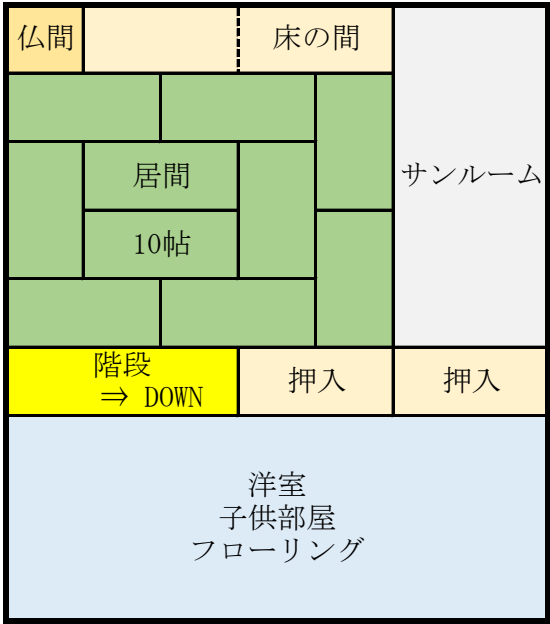 仏間
床の間
サンルーム
居間
10帖
階段
⇒ DOWN
押入
押入
洋室
子供部屋
フローリング